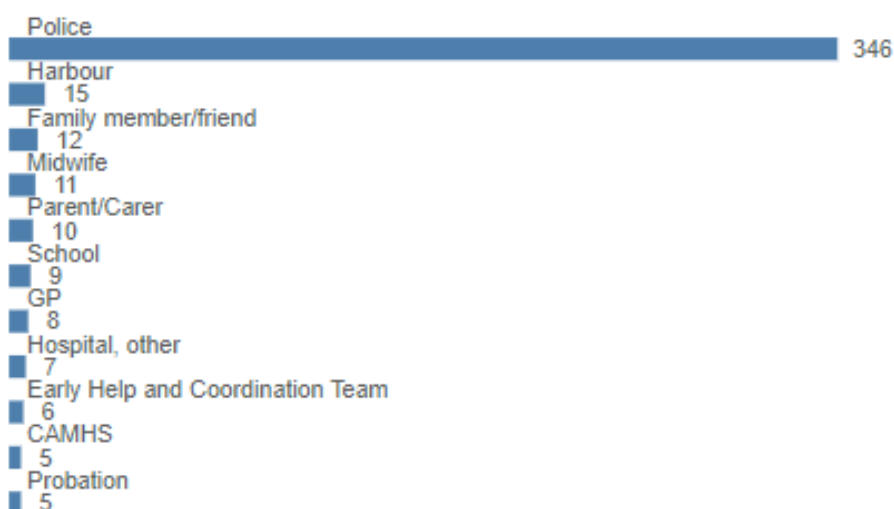 Police
346
Harbour
15
Family member/friend
12
Midwife
11
Parent/Carer
10
School
9
GP
8
Hospital, other
7
Early Help and Coordination Team
6
CAMHS
5
Probation
5